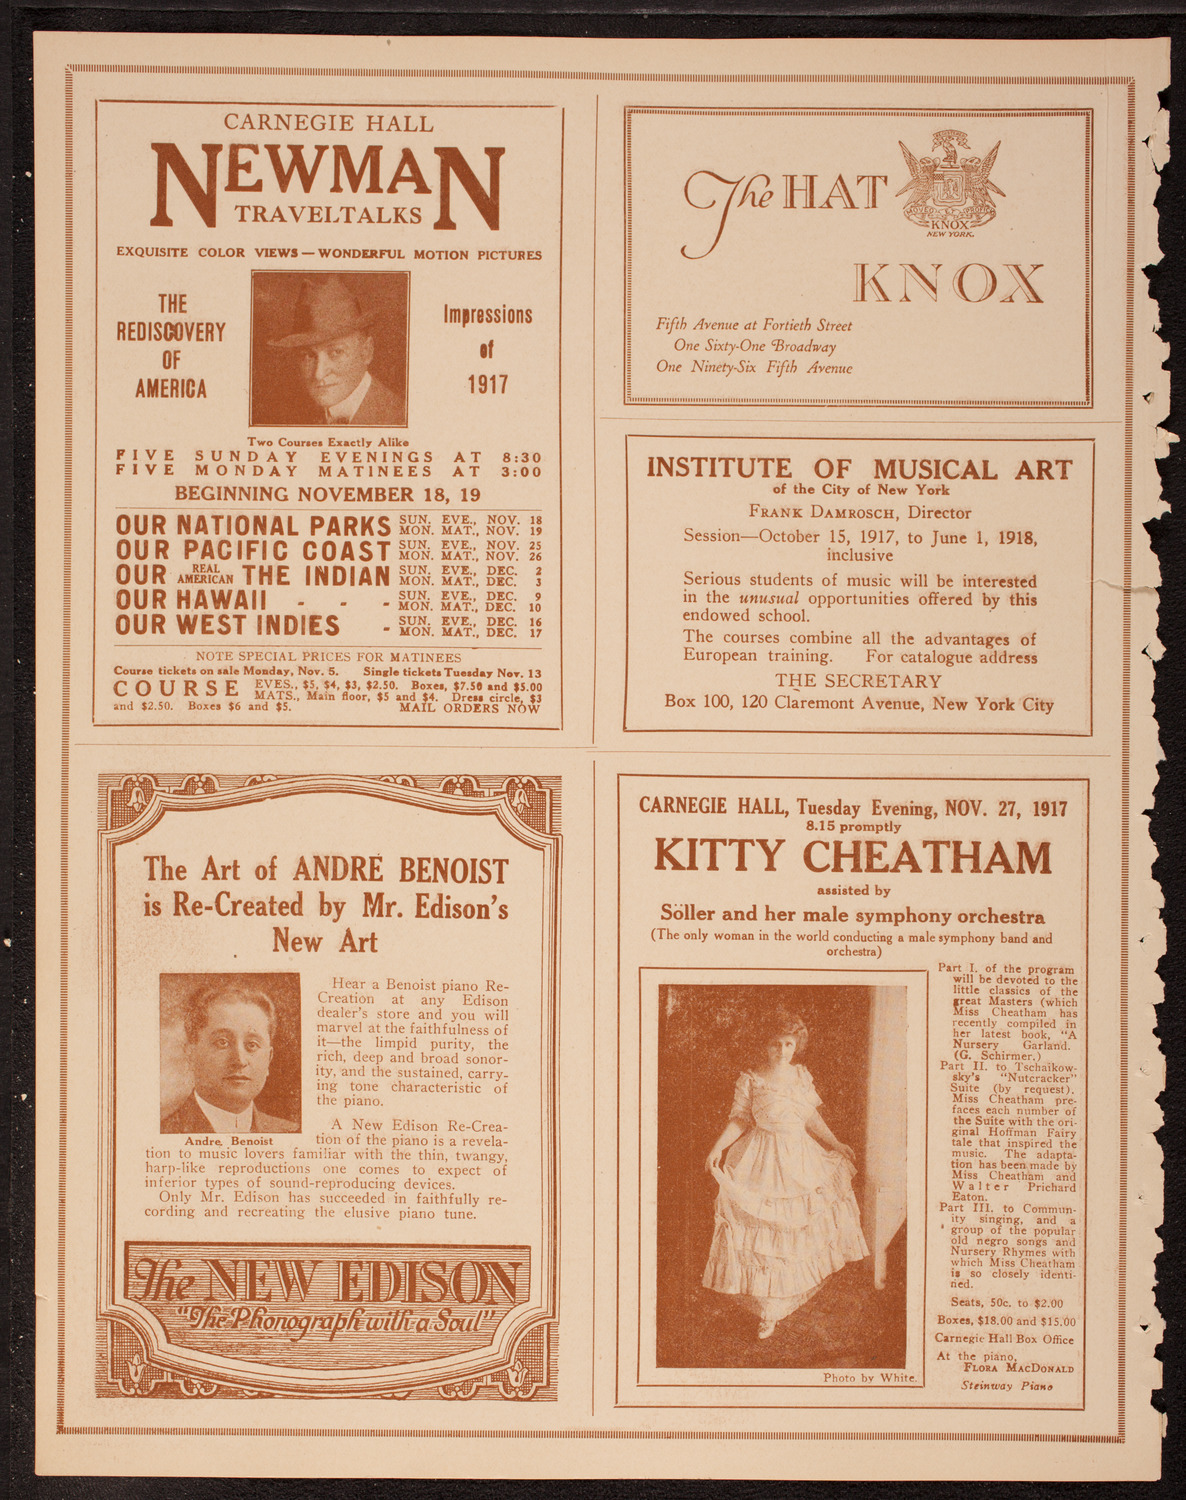 CARNEGIE HALL
NEWMAN
TRAVELTALKS
EXQUISITE COLOR VIEWS — WONDERFUL MOTION PICTURES
THE
REDISCOVERY
OF
AMERICA
Impressions
of
1917
Two Courses Exactly Alike
FIVE SUNDAY EVENINGS AT 8:30
FIVE MONDAY MATINEES AT 3:00
BEGINNING NOVEMBER 18, 19
OUR NATIONAL PARKS SUN. EVE., NOV. 18
MON. MAT., NOV. 19
OUR PACIFIC COAST SUN. EVE., NOV. 25
MON. MAT., NOV. 26
OUR REAL AMERICAN THE INDIAN SUN. EVE., DEC. 2
MON. MAT., DEC. 3
OUR HAWAII - - - SUN. EVE., DEC. 9
MON. MAT., DEC. 10
OUR WEST INDIES - SUN. EVE., DEC. 16
MON. MAT., DEC. 17
NOTE SPECIAL PRICES FOR MATINEES
Course tickets on sale Monday, Nov. 5. Single tickets Tuesday Nov. 13
COURSE EVES., $5, $4, $3, $2.50. Boxes, $7.50 and $5.00
MATS., Main floor, $5 and $4. Dress circle, $3
and $2.50. Boxes $6 and $5. MAIL ORDERS NOW
The HAT
KNOX
NEW YORK.
KNOX
Fifth Avenue at Fortieth Street
One Sixty-One Broadway
One Ninety-Six Fifth Avenue
INSTITUTE OF MUSICAL ART
of the City of New York
FRANK DAMROSCH, Director
Session—October 15, 1917, to June 1, 1918,
inclusive
Serious students of music will be interested
in the unusual opportunities offered by this
endowed school.
The courses combine all the advantages of
European training. For catalogue address
THE SECRETARY
Box 100, 120 Claremont Avenue, New York City
The Art of ANDRÉ BENOIST
is Re-Created by Mr. Edison's
New Art
Hear a Benoist piano Re-
Creation at any Edison
dealer's store and you will
marvel at the faithfulness of
it—the limpid purity, the
rich, deep and broad sonor-
ity, and the sustained, carry-
ing tone characteristic of
the piano.
Andre Benoist
A New Edison Re-Crea-
tion of the piano is a revela-
tion to music lovers familiar with the thin, twangy,
harp-like reproductions one comes to expect of
inferior types of sound-reproducing devices.
Only Mr. Edison has succeeded in faithfully re-
cording and recreating the elusive piano tune.
The NEW EDISON
"The Phonograph with a Soul"
CARNEGIE HALL, Tuesday Evening, NOV. 27, 1917
8.15 promptly
KITTY CHEATHAM
assisted by
Söller and her male symphony orchestra
(The only woman in the world conducting a male symphony band and
orchestra)
Part I. of the program
will be devoted to the
little classics of the
great Masters (which
Miss Cheatham has
recently compiled in
her latest book, "A
Nursery Garland.
(G. Schirmer.)
Part II. to Tschaikow-
sky's "Nutcracker"
Suite (by request).
Miss Cheatham pre-
faces each number of
the Suite with the ori-
ginal Hoffman Fairy
tale that inspired the
music. The adapta-
tion has been made by
Miss Cheatham and
Walter Prichard
Eaton.
Part III. to Commun-
ity singing, and a
group of the popular
old negro songs and
Nursery Rhymes with
which Miss Cheatham
is so closely identi-
ned.
Seats, 50c. to $2.00
Boxes, $18.00 and $15.00
Carnegie Hall Box Office
At the piano,
FLORA MACDONALD
Steinway Piano
Photo by White.